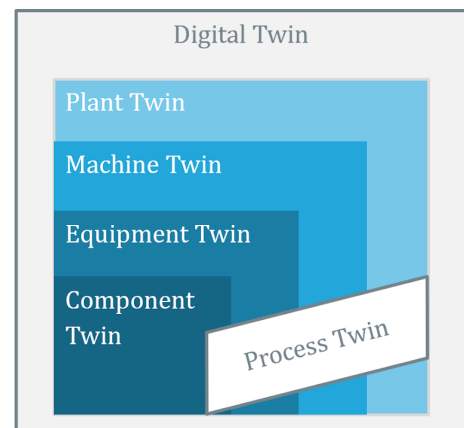 Digital Twin
Plant Twin
Machine Twin
Equipment Twin
Component
Twin
Process Twin